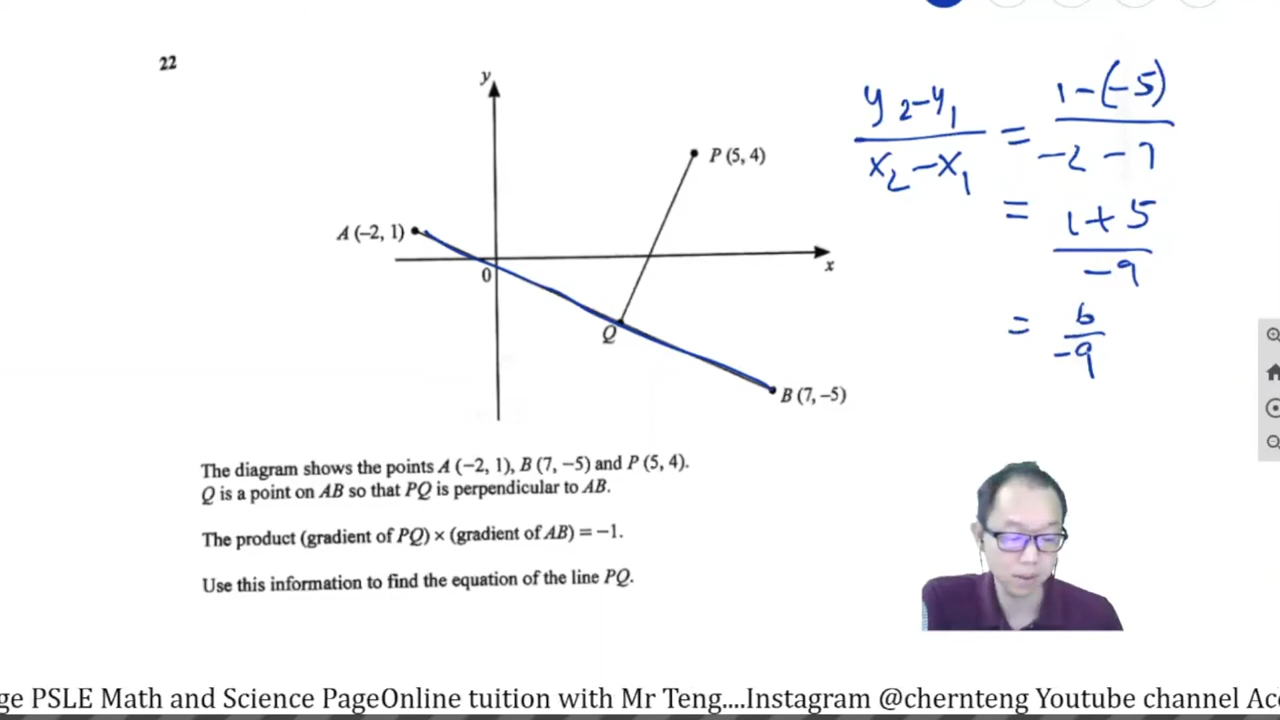 22
y
P (5, 4)
A (−2, 1)
0
x
Q
B (7, −5)
y₂−y₁ / x₂−x₁ = 1−(−5) / −2−7
= 1+5 / −9
= 6 / −9
The diagram shows the points A (−2, 1), B (7, −5) and P (5, 4).
Q is a point on AB so that PQ is perpendicular to AB.
The product (gradient of PQ) × (gradient of AB) = −1.
Use this information to find the equation of the line PQ.
ge PSLE Math and Science PageOnline tuition with Mr Teng....Instagram @chernteng Youtube channel Ac